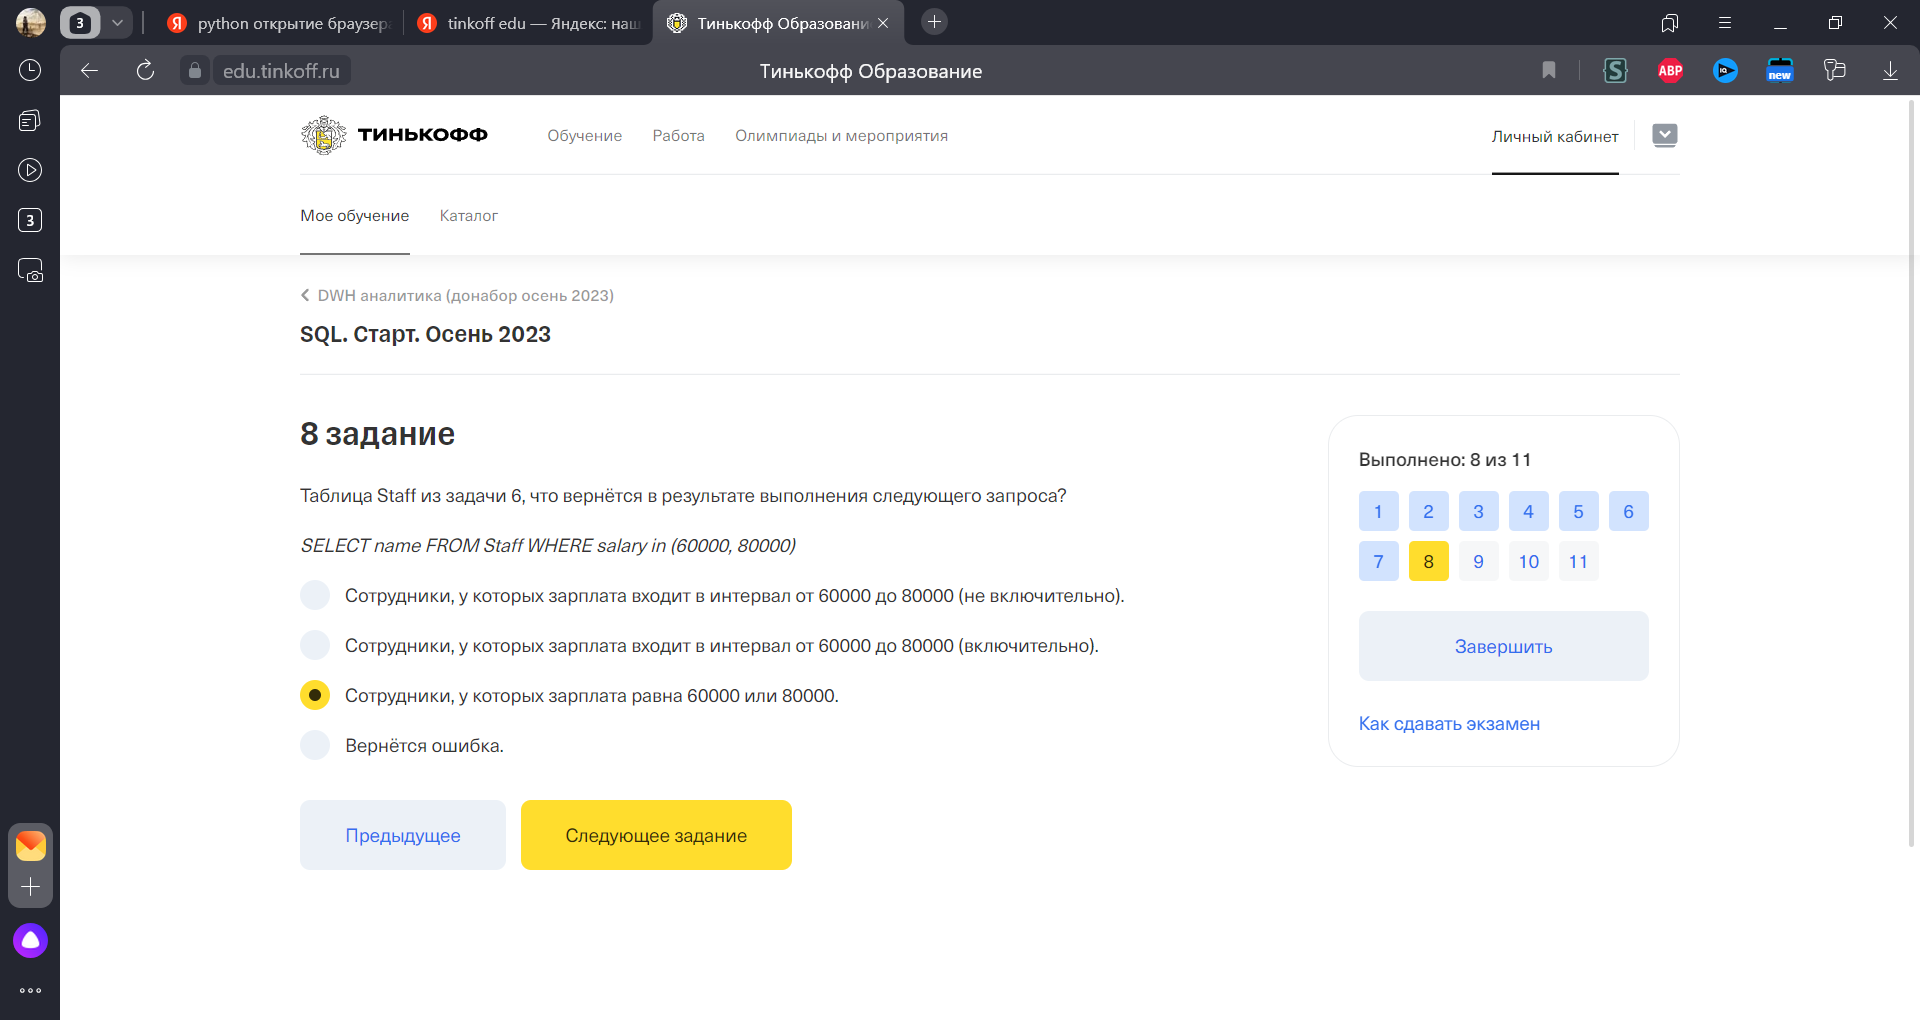 3
python открытие браузер
tinkoff edu — Яндекс: наш
Тинькофф Образовани
edu.tinkoff.ru
Тинькофф Образование
S
ABP
IQ
new
3
ТИНЬКОФФ
Обучение
Работа
Олимпиады и мероприятия
Личный кабинет
Мое обучение
Каталог
DWH аналитика (донабор осень 2023)
SQL. Старт. Осень 2023
8 задание
Таблица Staff из задачи 6, что вернётся в результате выполнения следующего запроса?
SELECT name FROM Staff WHERE salary in (60000, 80000)
Сотрудники, у которых зарплата входит в интервал от 60000 до 80000 (не включительно).
Сотрудники, у которых зарплата входит в интервал от 60000 до 80000 (включительно).
Сотрудники, у которых зарплата равна 60000 или 80000.
Вернётся ошибка.
Предыдущее
Следующее задание
Выполнено: 8 из 11
1 2 3 4 5 6
7 8 9 10 11
Завершить
Как сдавать экзамен